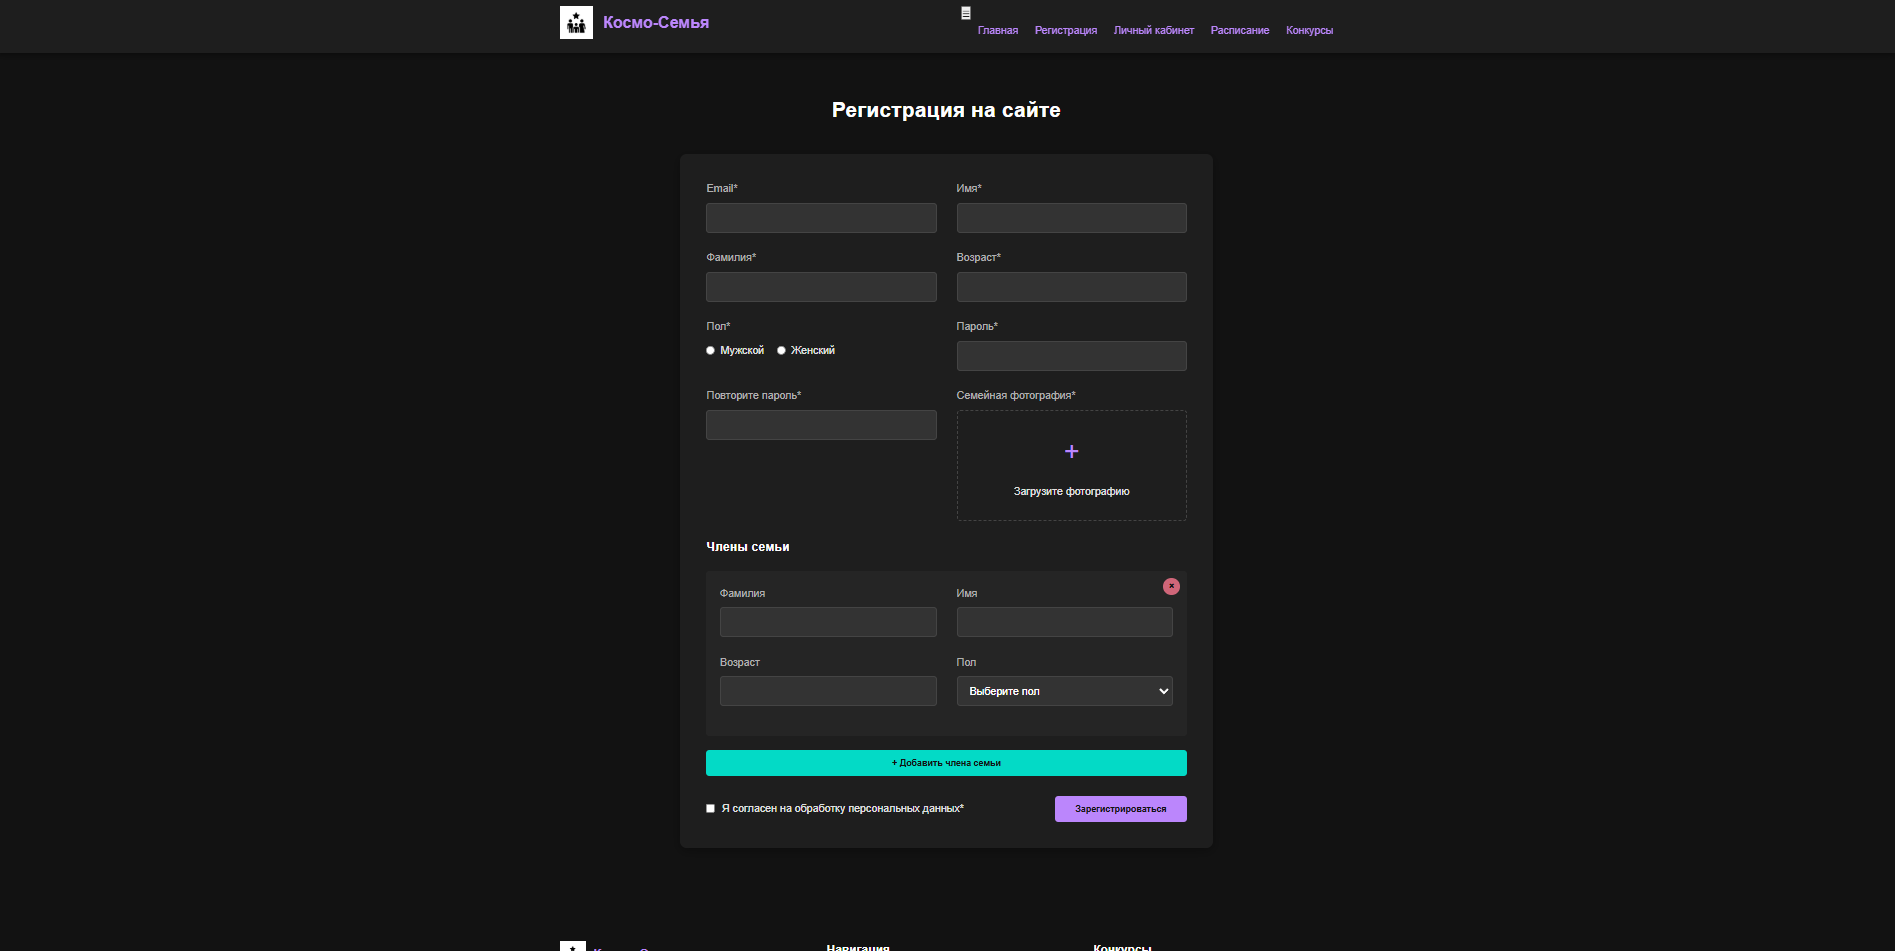 Космо-Семья
Главная Регистрация Личный кабинет Расписание Конкурсы
Регистрация на сайте
Email* Имя*
Фамилия* Возраст*
Пол* Пароль*
Мужской Женский
Повторите пароль* Семейная фотография*
+
Загрузите фотографию
Члены семьи
Фамилия Имя
Возраст Пол
Выберите пол
+ Добавить члена семьи
Я согласен на обработку персональных данных* Зарегистрироваться
Навигация Конкурсы